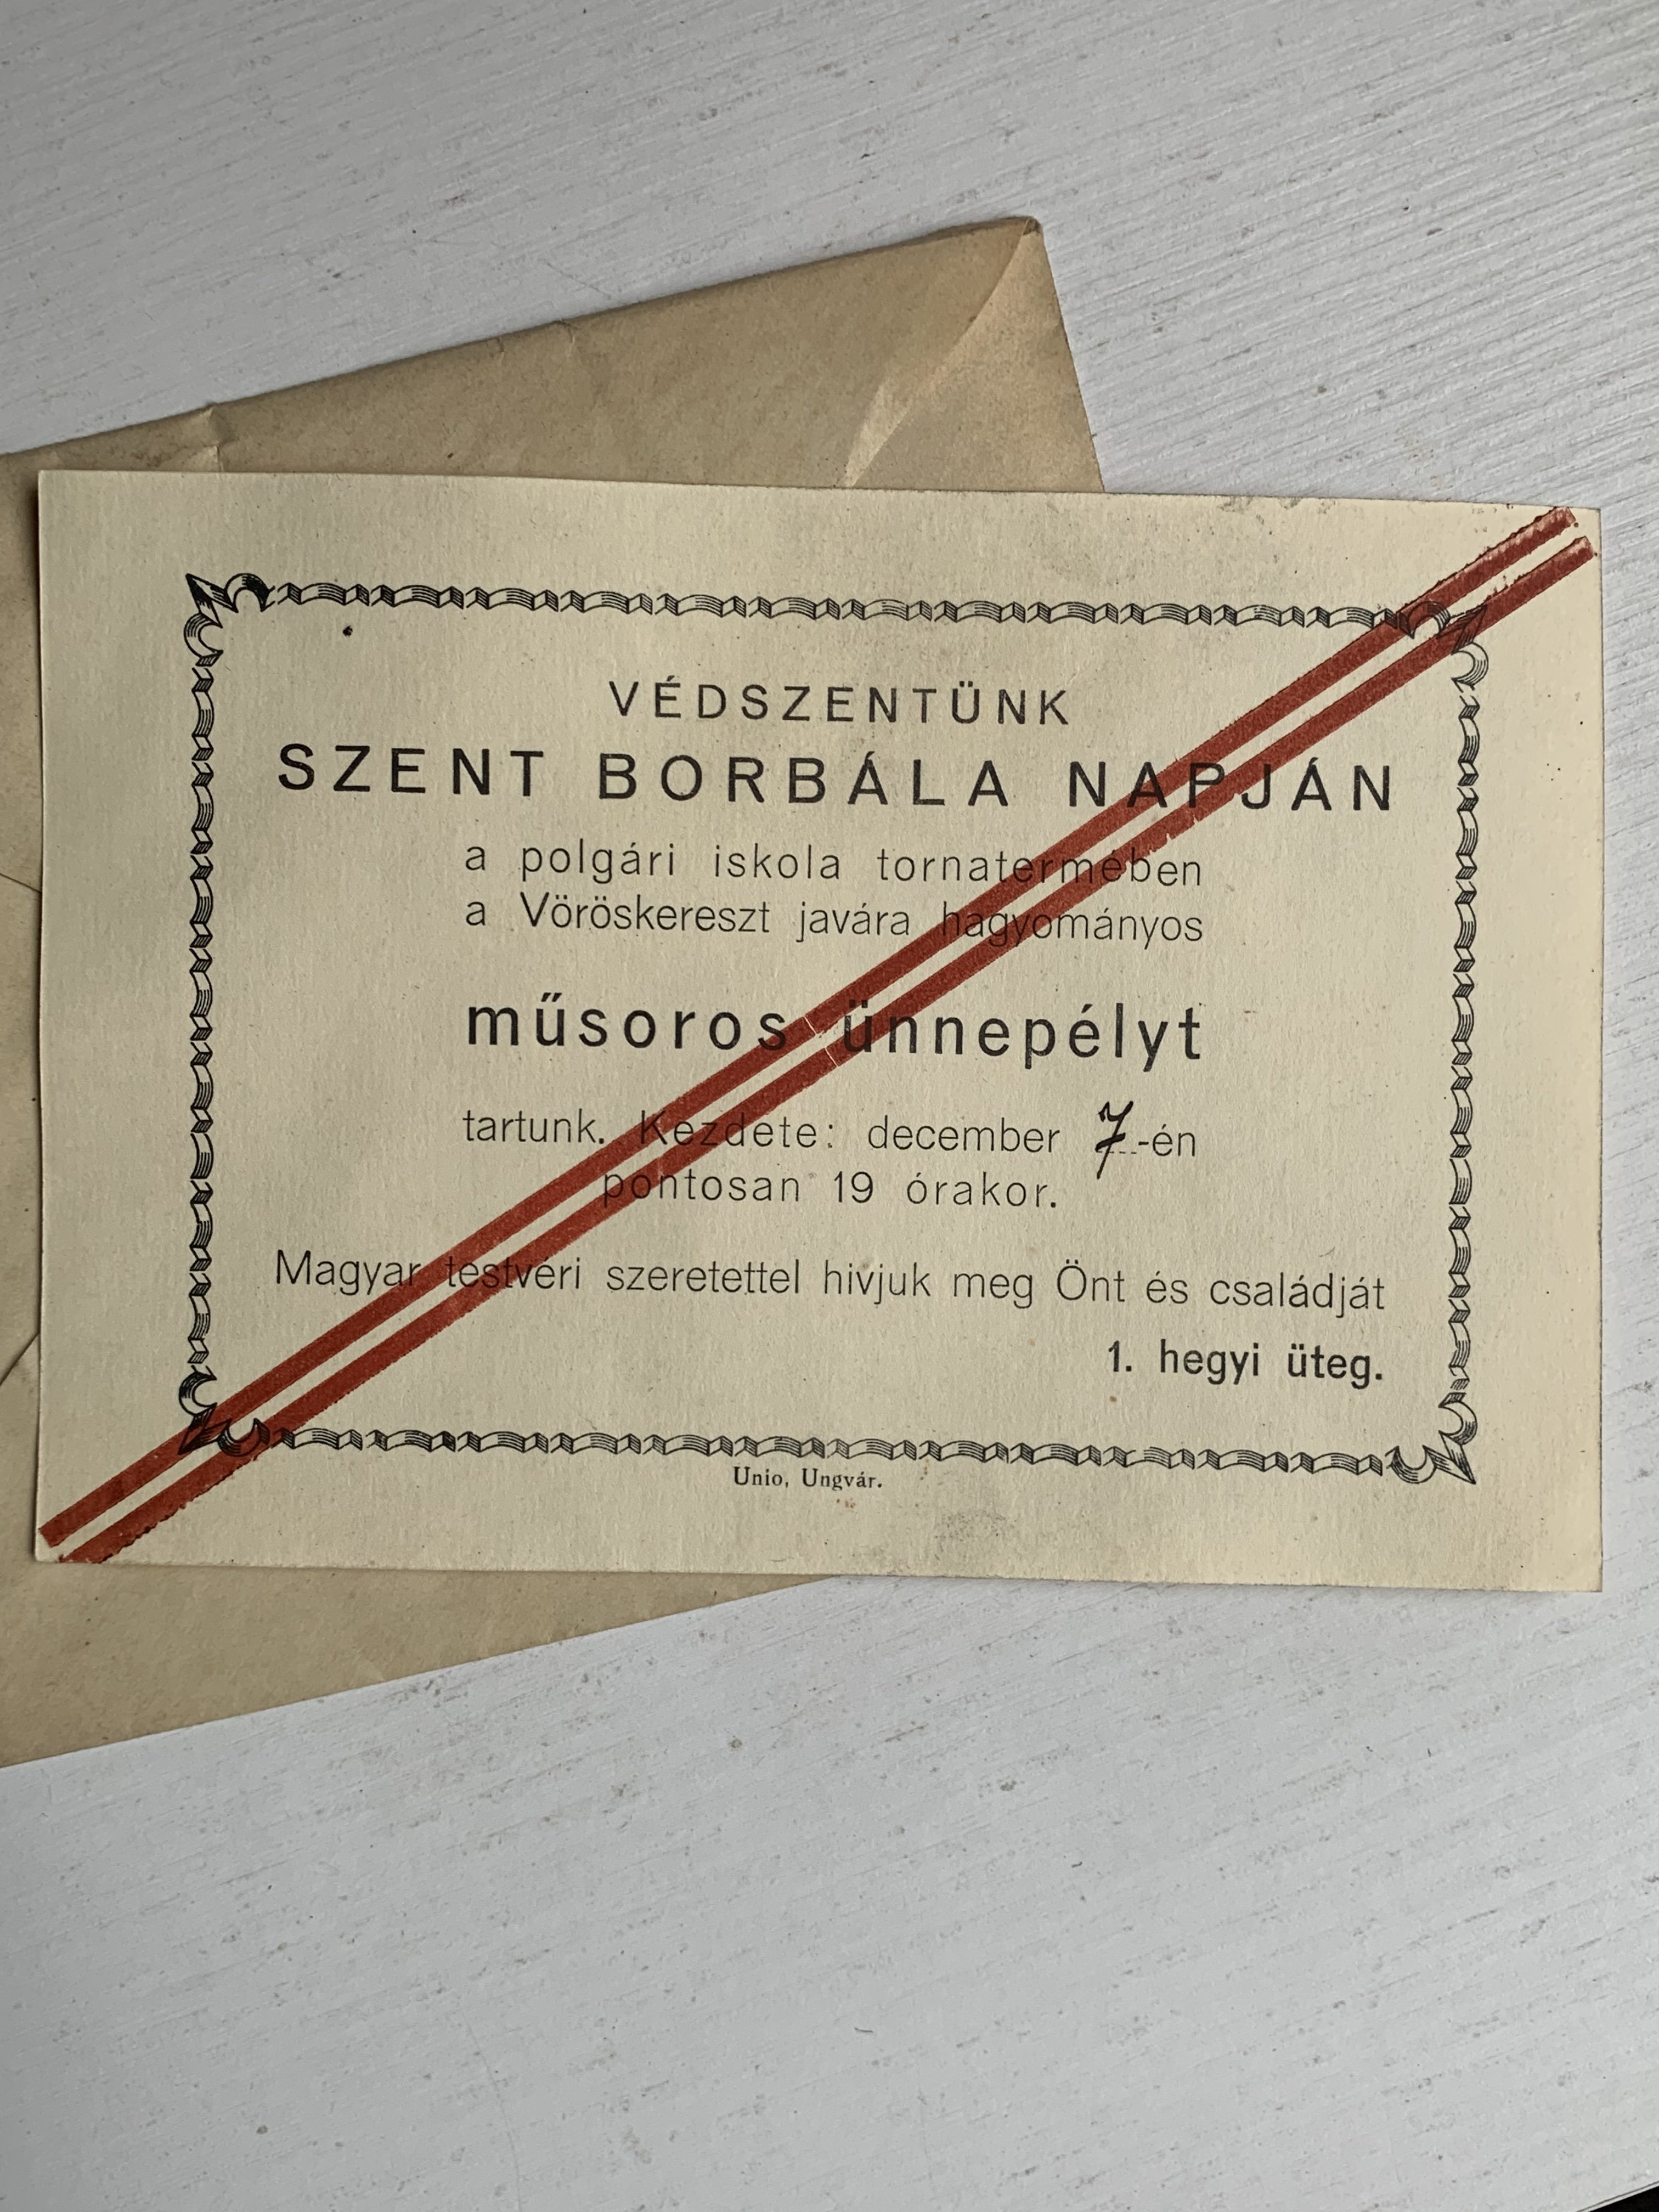 VÉDSZENTÜNK
SZENT BORBÁLA NAPJÁN
a polgári iskola tornatermében
a Vöröskereszt javára hagyományos
műsoros ünnepélyt
tartunk. Kezdete: december 7-én
pontosan 19 órakor.
Magyar testvéri szeretettel hivjuk meg Önt és családját
1. hegyi üteg.
Unio, Ungvár.